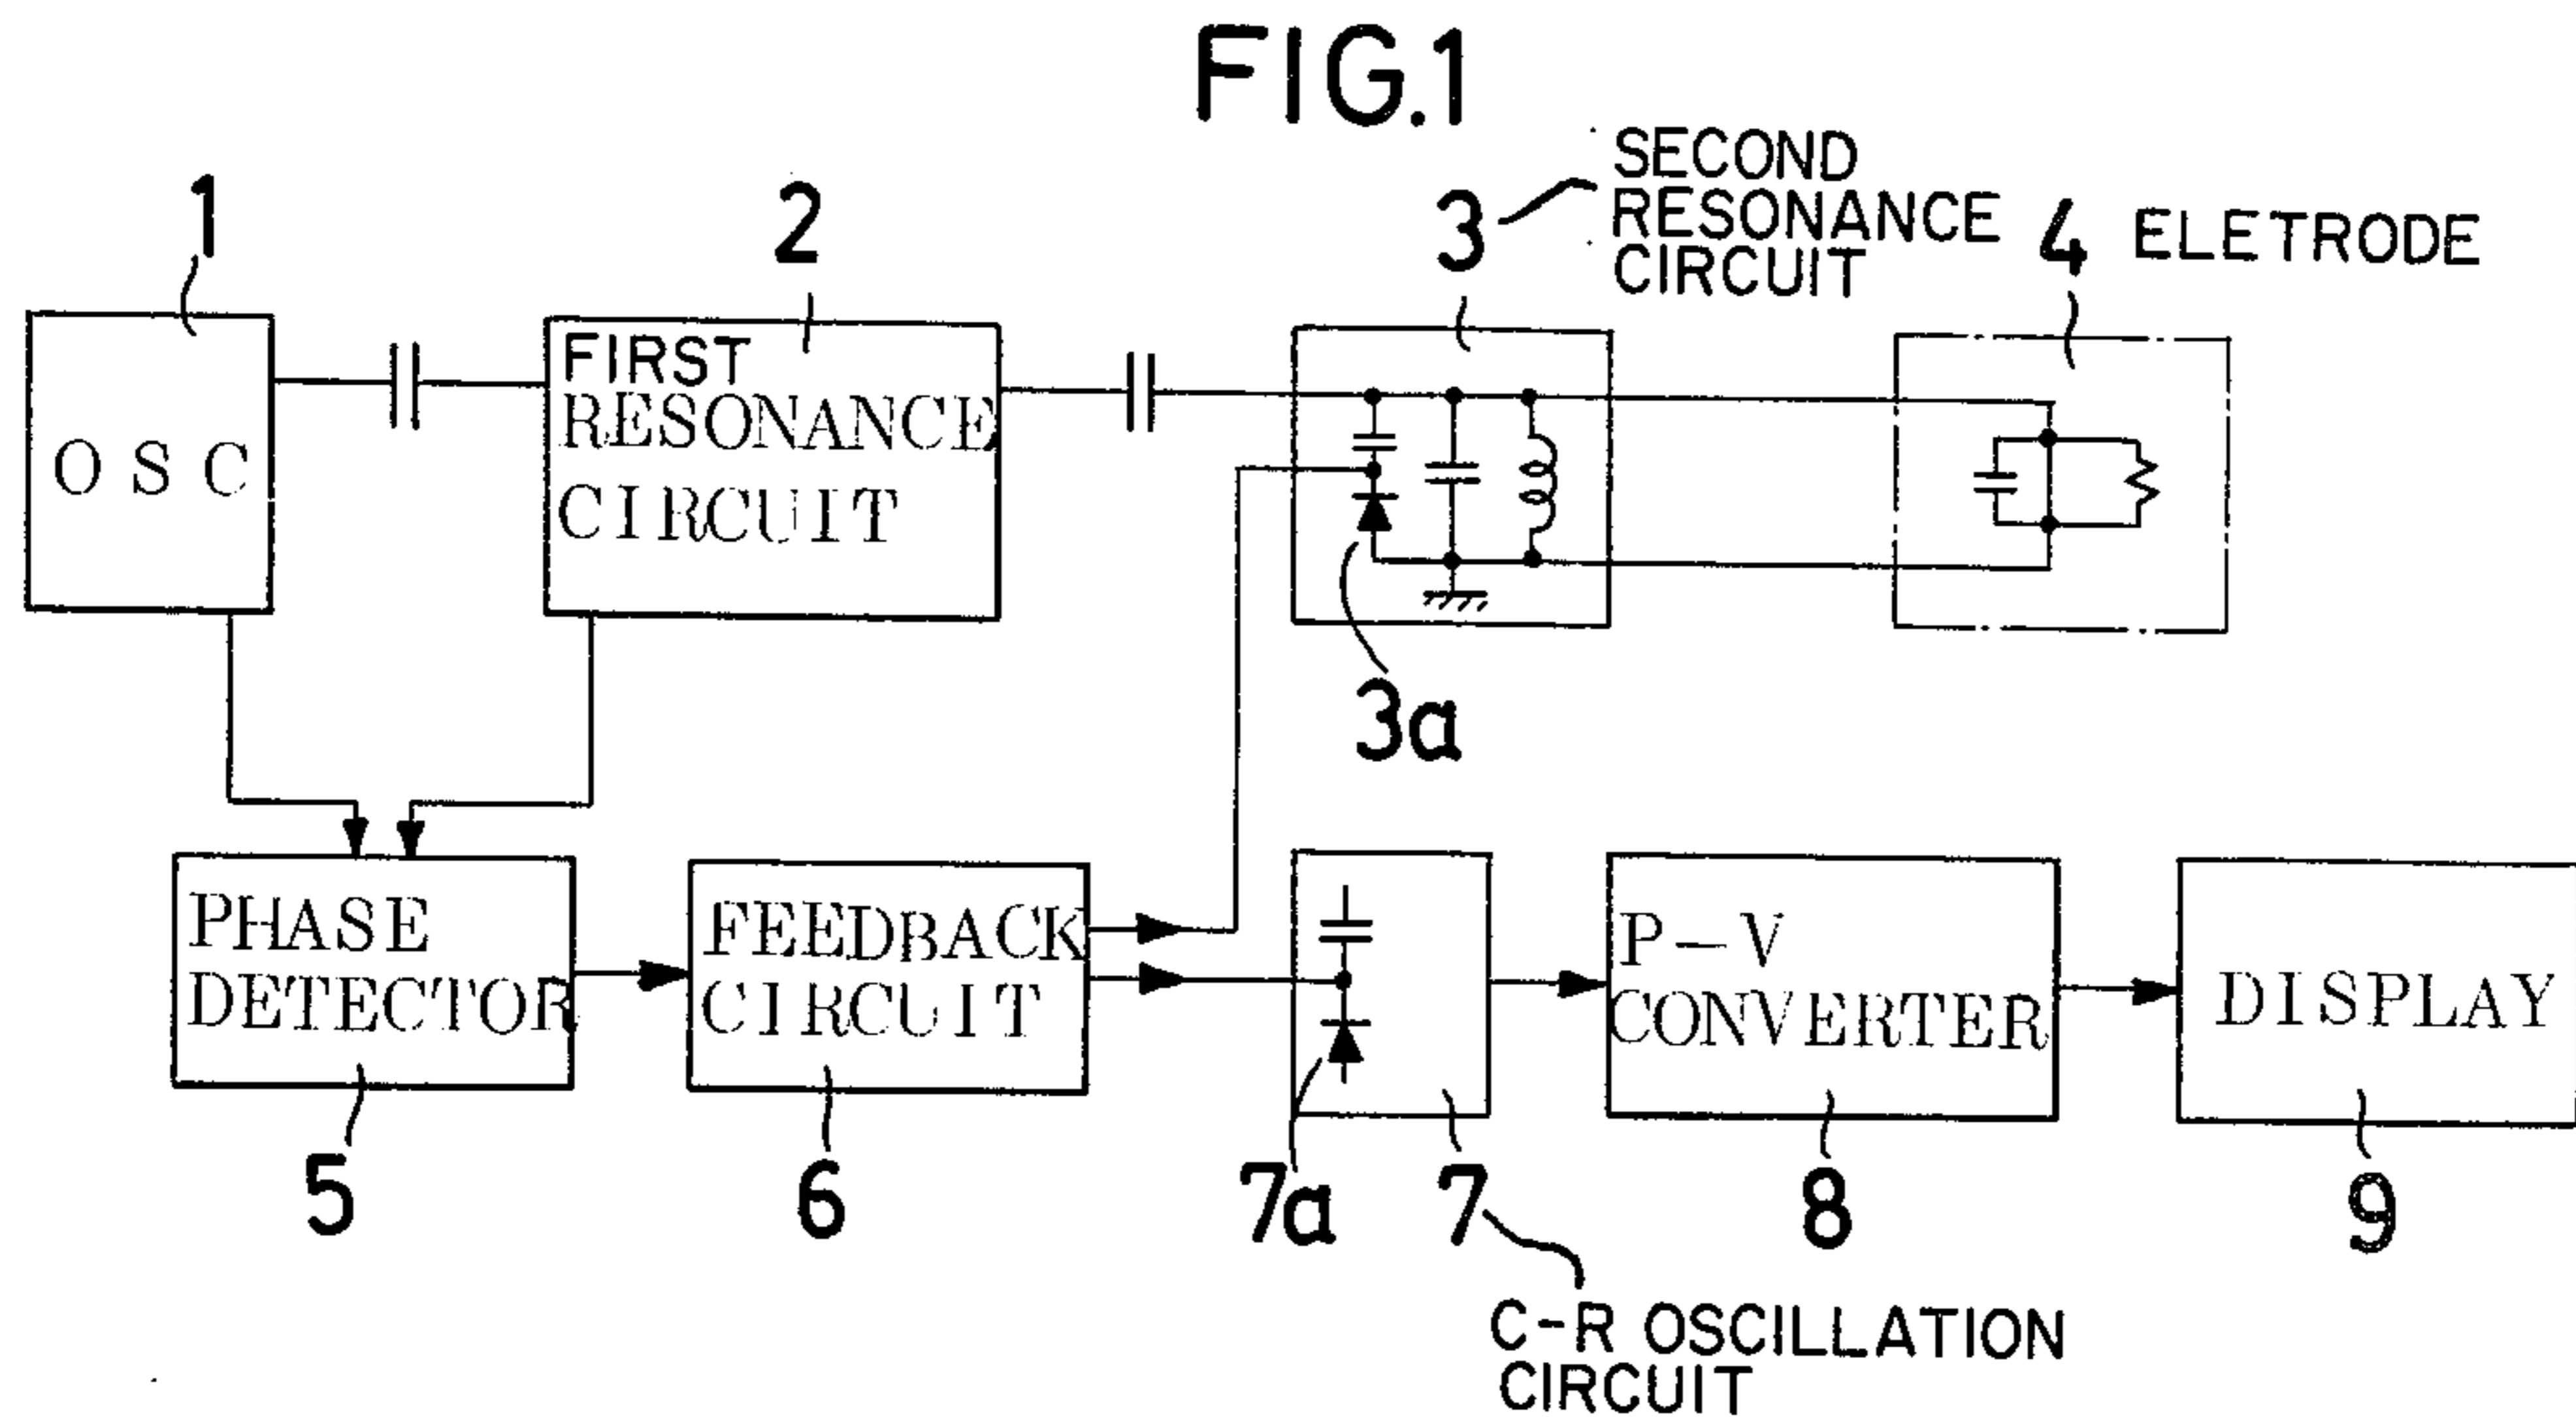 FIG.1
1
2
3
SECOND
RESONANCE
CIRCUIT
4 ELETRODE
OSC
FIRST
RESONANCE
CIRCUIT
3a
PHASE
DETECTOR
FEEDBACK
CIRCUIT
P-V
CONVERTER
DISPLAY
5
6
7a
7
8
9
C-R OSCILLATION
CIRCUIT